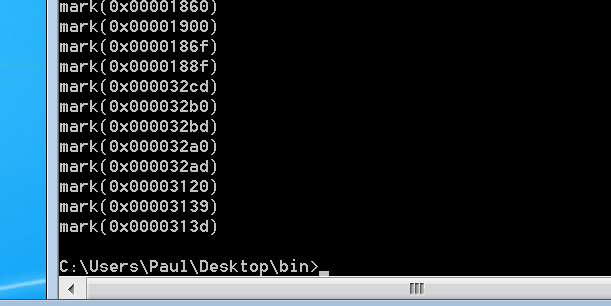 mark(0x00001860)
mark(0x00001900)
mark(0x0000186f)
mark(0x0000188f)
mark(0x000032cd)
mark(0x000032b0)
mark(0x000032bd)
mark(0x000032a0)
mark(0x000032ad)
mark(0x00003120)
mark(0x00003139)
mark(0x0000313d)
C:\Users\Paul\Desktop\bin>_